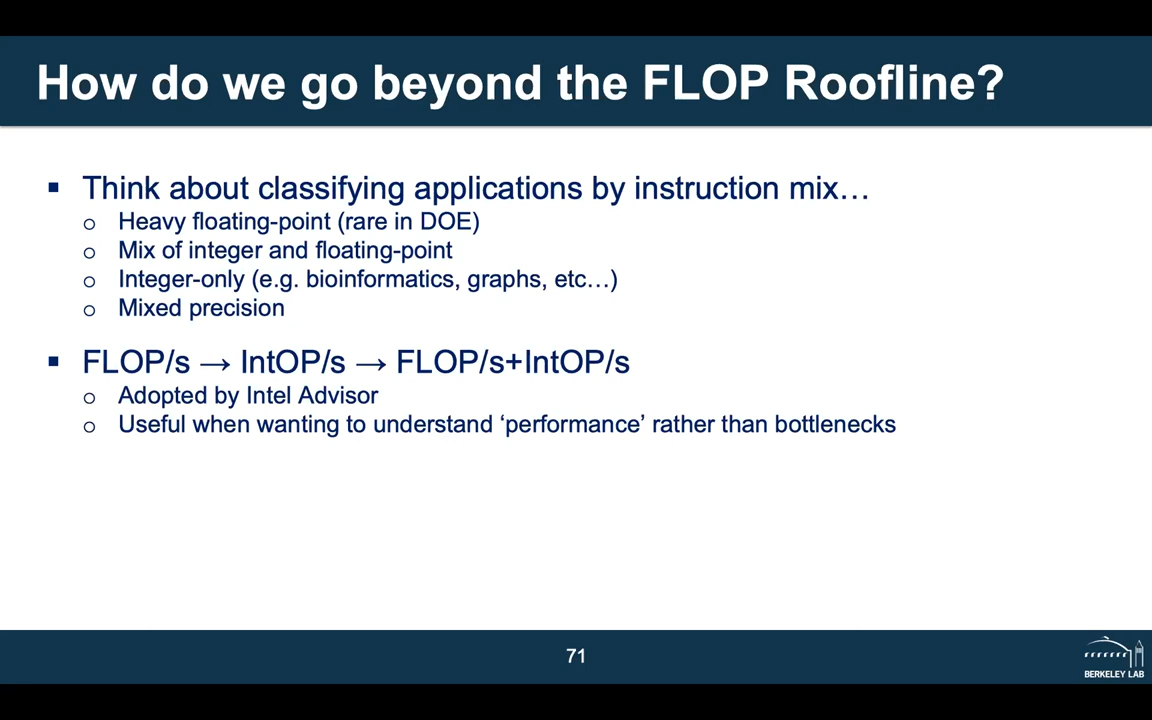 How do we go beyond the FLOP Roofline?
▪ Think about classifying applications by instruction mix…
o Heavy floating-point (rare in DOE)
o Mix of integer and floating-point
o Integer-only (e.g. bioinformatics, graphs, etc…)
o Mixed precision
▪ FLOP/s → IntOP/s → FLOP/s+IntOP/s
o Adopted by Intel Advisor
o Useful when wanting to understand ‘performance’ rather than bottlenecks
71
BERKELEY LAB